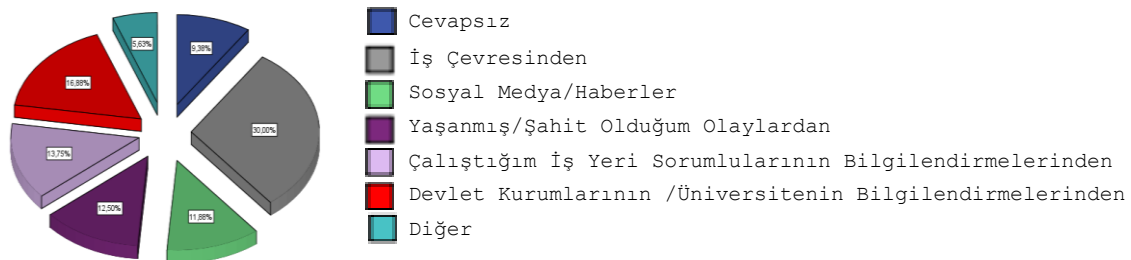 5,63%
9,38%
16,88%
30,00%
13,75%
12,50%
11,88%
Cevapsız
İş Çevresinden
Sosyal Medya/Haberler
Yaşanmış/Şahit Olduğum Olaylardan
Çalıştığım İş Yeri Sorumlularının Bilgilendirmelerinden
Devlet Kurumlarının /Üniversitenin Bilgilendirmelerinden
Diğer